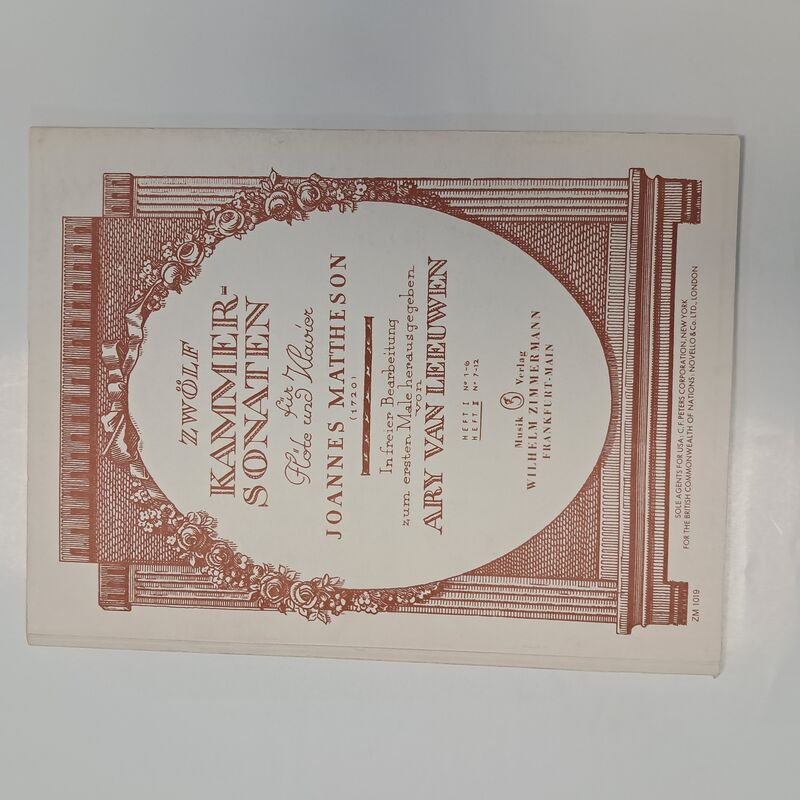 ZWÖLF
KAMMER-
SONATEN
für
Flöte und Klavier
JOANNES MATTHESON
(1720)
In freier Bearbeitung
zum ersten Male herausgegeben
von
ARY VAN LEEUWEN
HEFT I Nº 1-6
HEFT II Nº 7-12
Musik Verlag
WILHELM ZIMMERMANN
FRANKFURT-MAIN
SOLE AGENTS FOR USA: C.F. PETERS CORPORATION, NEW YORK
FOR THE BRITISH COMMONWEALTH OF NATIONS: NOVELLO & Co. LTD., LONDON
ZM 1019